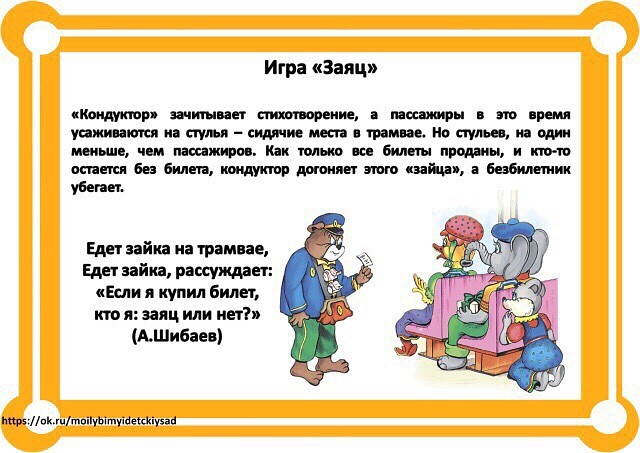 Игра «Заяц»
«Кондуктор» зачитывает стихотворение, а пассажиры в это время
усаживаются на стулья – сидячие места в трамвае. Но стульев, на один
меньше, чем пассажиров. Как только все билеты проданы, и кто-то
остается без билета, кондуктор догоняет этого «зайца», а безбилетник
убегает.
Едет зайка на трамвае,
Едет зайка, рассуждает:
«Если я купил билет,
кто я: заяц или нет?»
(А.Шибаев)
https://ok.ru/moilybimyidetckiysad